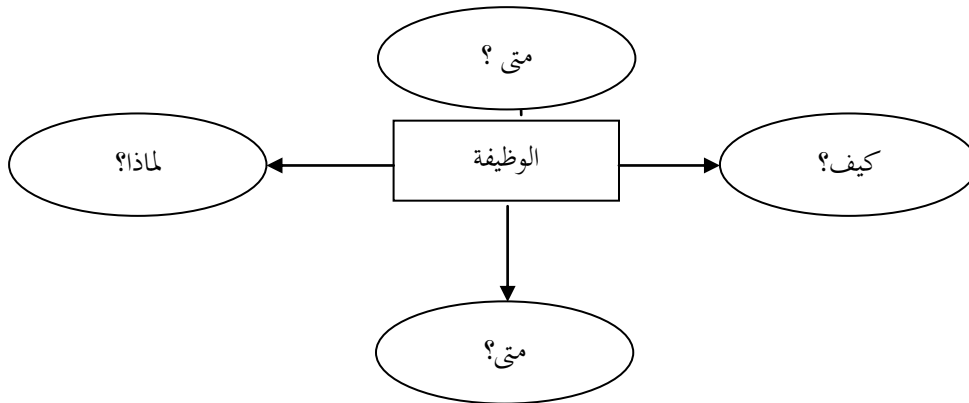 متى ؟
الوظيفة
كيف؟
لماذا؟
متى؟